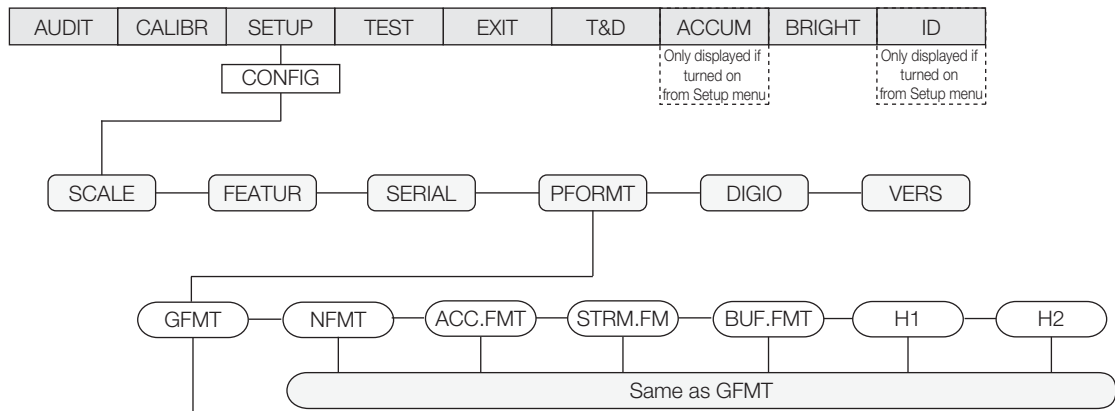 AUDIT CALIBR SETUP TEST EXIT T&D ACCUM BRIGHT ID
Only displayed if
turned on
from Setup menu
Only displayed if
turned on
from Setup menu
CONFIG
SCALE FEATUR SERIAL PFORMT DIGIO VERS
GFMT NFMT ACC.FMT STRM.FM BUF.FMT H1 H2
Same as GFMT